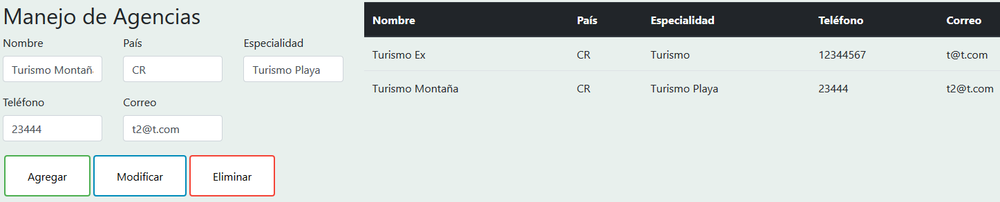 Manejo de Agencias
Nombre País Especialidad
Turismo Montañ CR Turismo Playa
Teléfono Correo
23444 t2@t.com
Agregar Modificar Eliminar
Nombre País Especialidad Teléfono Correo
Turismo Ex CR Turismo 12344567 t@t.com
Turismo Montaña CR Turismo Playa 23444 t2@t.com